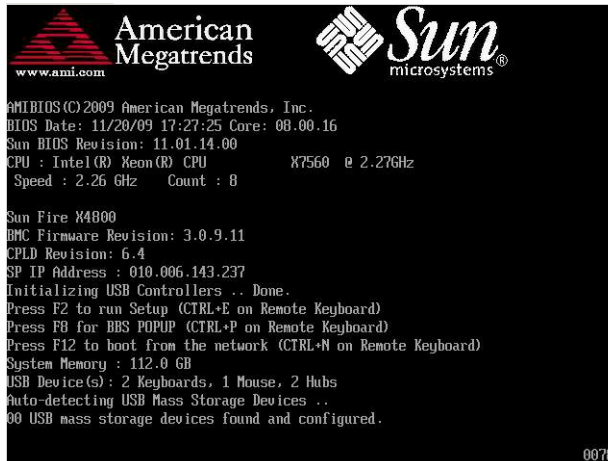 American
Megatrends
www.ami.com
Sun
microsystems
AMIBIOS(C)2009 American Megatrends, Inc.
BIOS Date: 11/20/09 17:27:25 Core: 08.00.16
Sun BIOS Revision: 11.01.14.00
CPU : Intel(R) Xeon(R) CPU X7560 @ 2.27GHz
Speed : 2.26 GHz Count : 8
Sun Fire X4800
BMC Firmware Revision: 3.0.9.11
CPLD Revision: 6.4
SP IP Address : 010.006.143.237
Initializing USB Controllers .. Done.
Press F2 to run Setup (CTRL+E on Remote Keyboard)
Press F8 for BBS POPUP (CTRL+P on Remote Keyboard)
Press F12 to boot from the network (CTRL+N on Remote Keyboard)
System Memory : 112.0 GB
USB Device(s): 2 Keyboards, 1 Mouse, 2 Hubs
Auto-detecting USB Mass Storage Devices ..
00 USB mass storage devices found and configured.